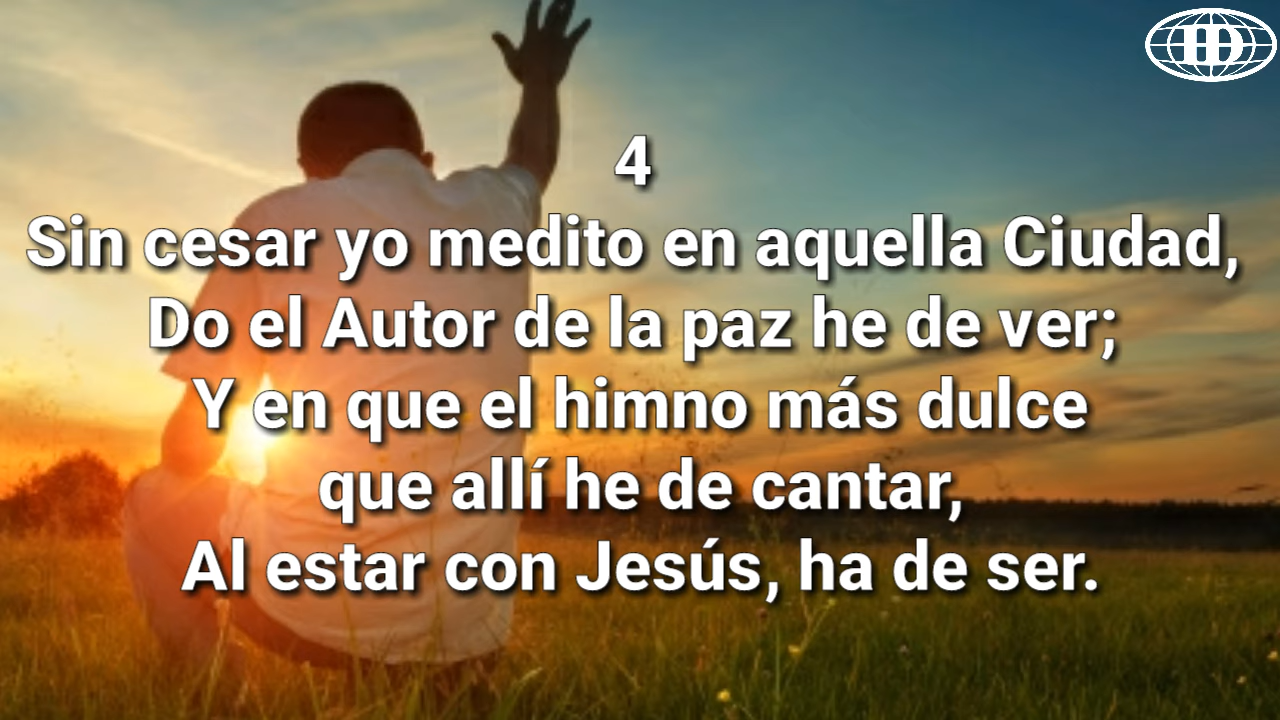 4
Sin cesar yo medito en aquella Ciudad,
Do el Autor de la paz he de ver;
Y en que el himno más dulce
que allí he de cantar,
Al estar con Jesús, ha de ser.